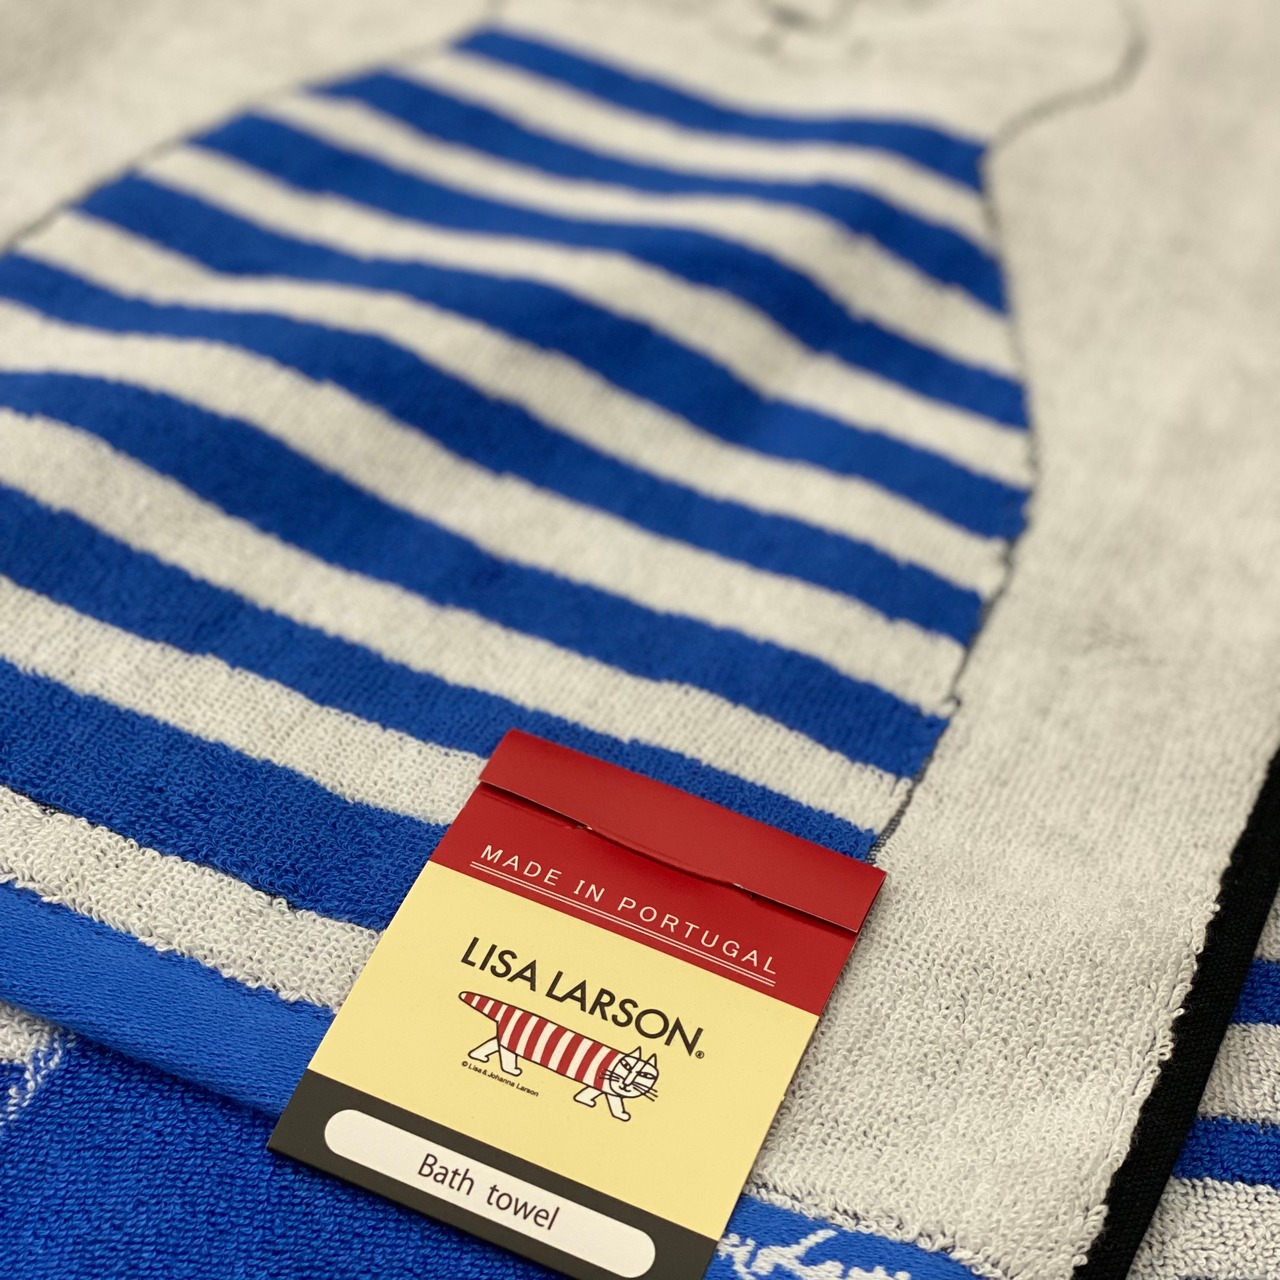 MADE IN PORTUGAL
LISA LARSON®
© Lisa & Johanna Larson
Bath towel